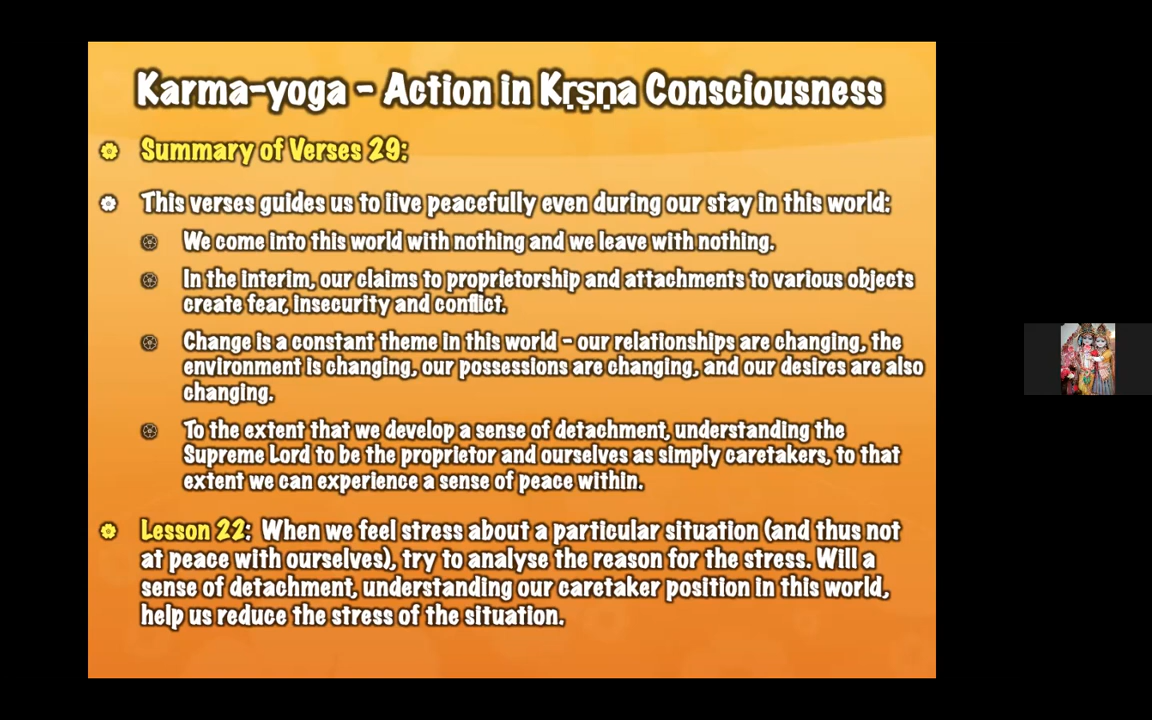 Karma-yoga - Action in Kṛṣṇa Consciousness
Summary of Verses 29:
This verses guides us to live peacefully even during our stay in this world:
We come into this world with nothing and we leave with nothing.
In the interim, our claims to proprietorship and attachments to various objects
create fear, insecurity and conflict.
Change is a constant theme in this world - our relationships are changing, the
environment is changing, our possessions are changing, and our desires are also
changing.
To the extent that we develop a sense of detachment, understanding the
Supreme Lord to be the proprietor and ourselves as simply caretakers, to that
extent we can experience a sense of peace within.
Lesson 22: When we feel stress about a particular situation (and thus not
at peace with ourselves), try to analyse the reason for the stress. Will a
sense of detachment, understanding our caretaker position in this world,
help us reduce the stress of the situation.